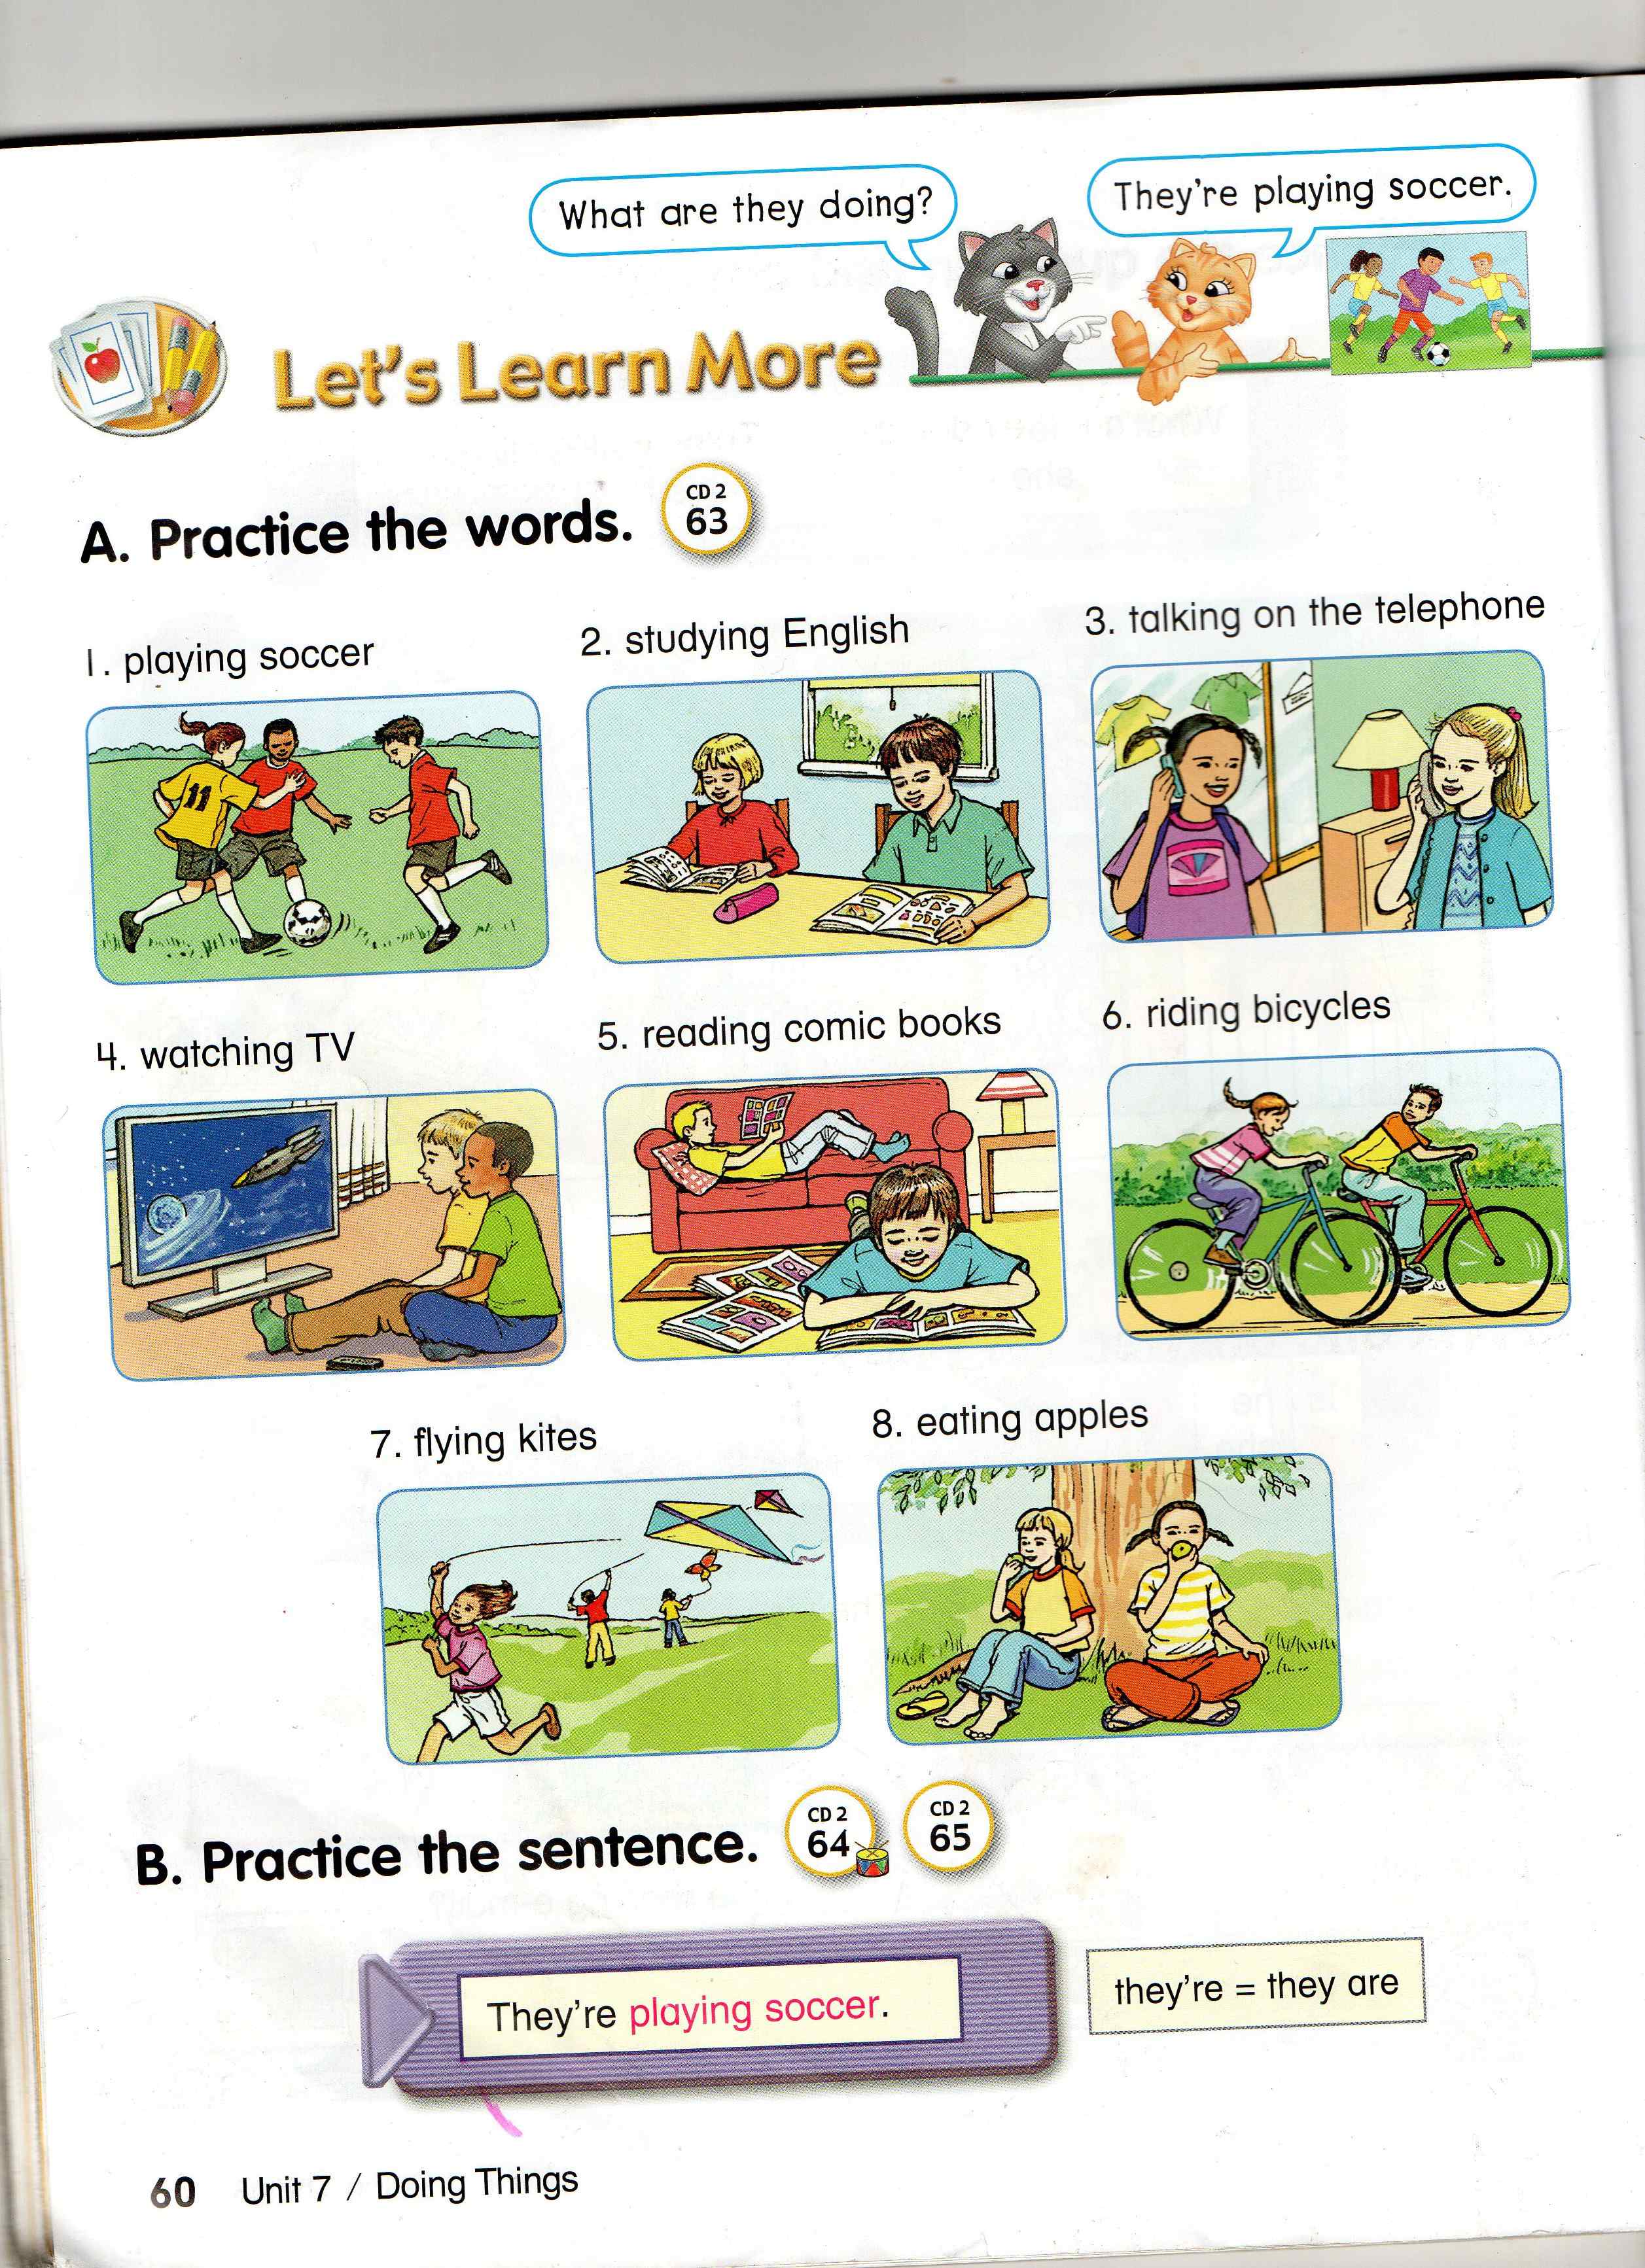 What are they doing?
They're playing soccer.
Let's Learn More
A. Practice the words.
CD 2
63
1. playing soccer
2. studying English
3. talking on the telephone
11
4. watching TV
5. reading comic books
6. riding bicycles
7. flying kites
8. eating apples
B. Practice the sentence.
CD 2
64
CD 2
65
They're playing soccer.
they're = they are
60 Unit 7 / Doing Things